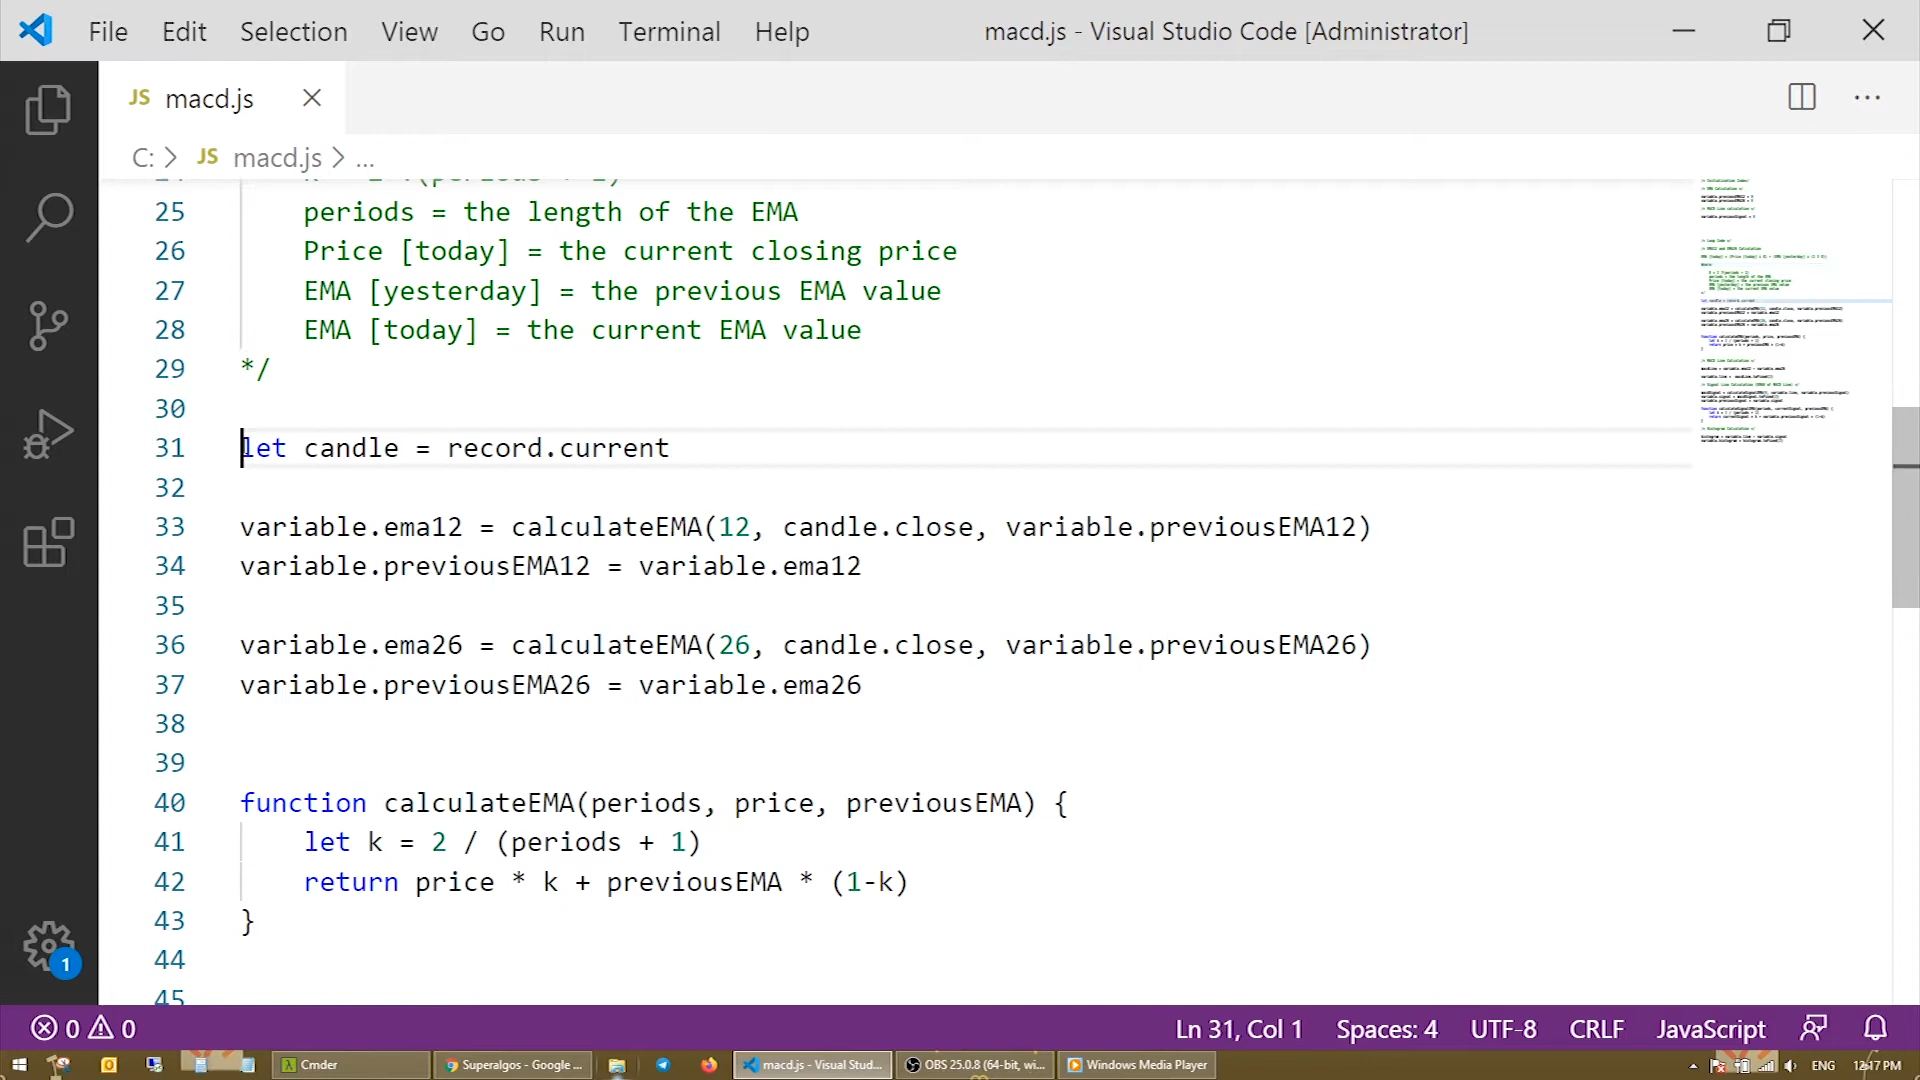 File Edit Selection View Go Run Terminal Help macd.js - Visual Studio Code [Administrator]
JS macd.js
C: > JS macd.js > ...
25 periods = the length of the EMA
26 Price [today] = the current closing price
27 EMA [yesterday] = the previous EMA value
28 EMA [today] = the current EMA value
29 */
30
31 let candle = record.current
32
33 variable.ema12 = calculateEMA(12, candle.close, variable.previousEMA12)
34 variable.previousEMA12 = variable.ema12
35
36 variable.ema26 = calculateEMA(26, candle.close, variable.previousEMA26)
37 variable.previousEMA26 = variable.ema26
38
39
40 function calculateEMA(periods, price, previousEMA) {
41 let k = 2 / (periods + 1)
42 return price * k + previousEMA * (1-k)
43 }
44
45
1
0 0 Ln 31, Col 1 Spaces: 4 UTF-8 CRLF JavaScript
Cmder Superalgos - Google ... macd.js - Visual Stud... OBS 25.0.8 (64-bit, wi... Windows Media Player ENG 12:17 PM